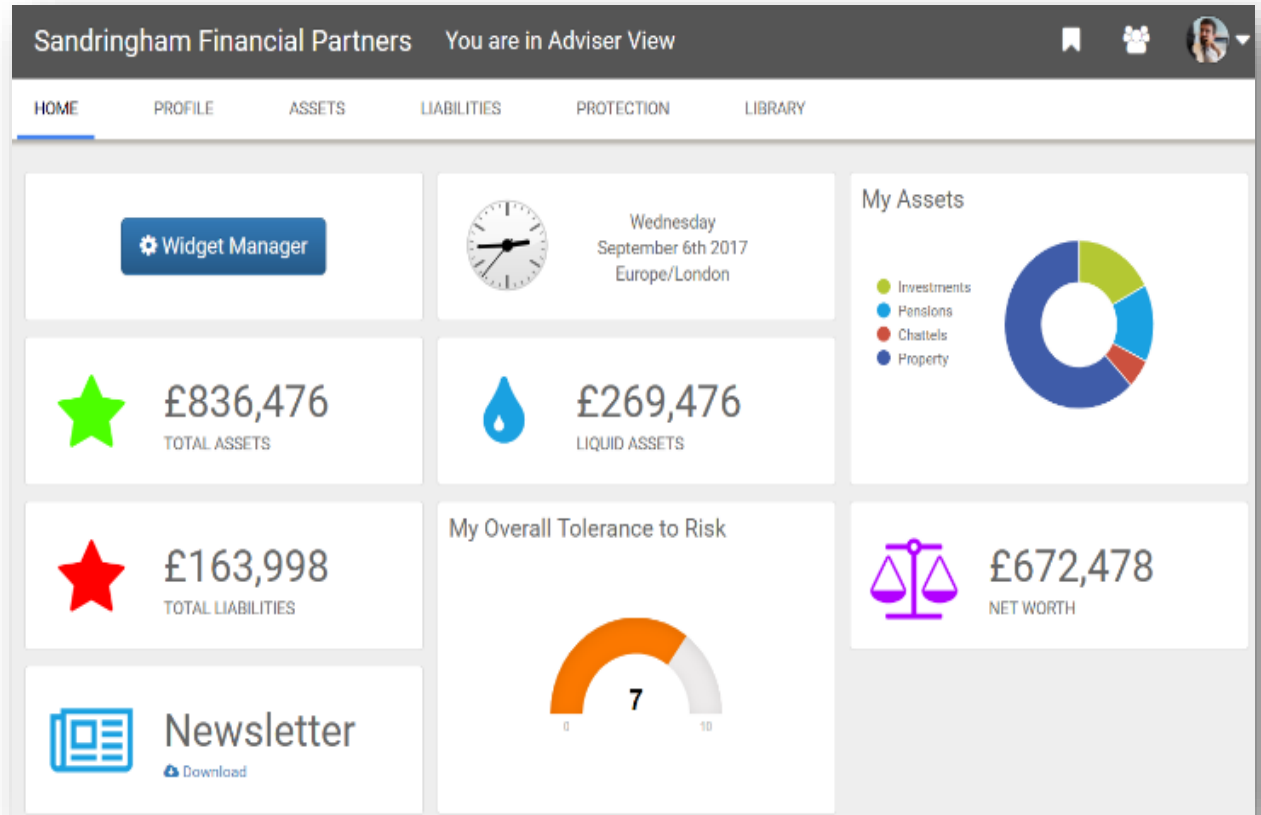 Sandringham Financial Partners You are in Adviser View
HOME PROFILE ASSETS LIABILITIES PROTECTION LIBRARY
Widget Manager
Wednesday
September 6th 2017
Europe/London
My Assets
Investments
Pensions
Chattels
Property
£836,476
TOTAL ASSETS
£269,476
LIQUID ASSETS
£163,998
TOTAL LIABILITIES
My Overall Tolerance to Risk
7
0 10
£672,478
NET WORTH
Newsletter
Download